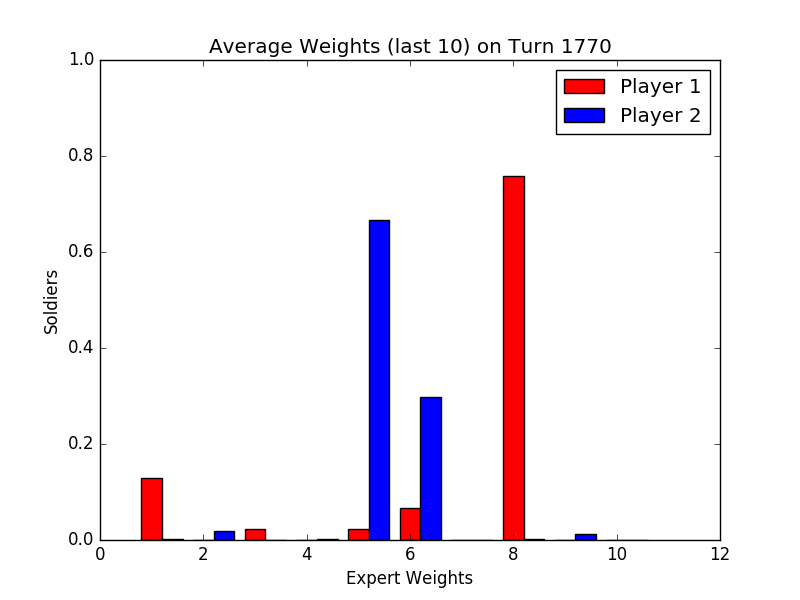 Average Weights (last 10) on Turn 1770
1.0
0.8
0.6
0.4
0.2
0.0
Soldiers
Player 1
Player 2
0 2 4 6 8 10 12
Expert Weights